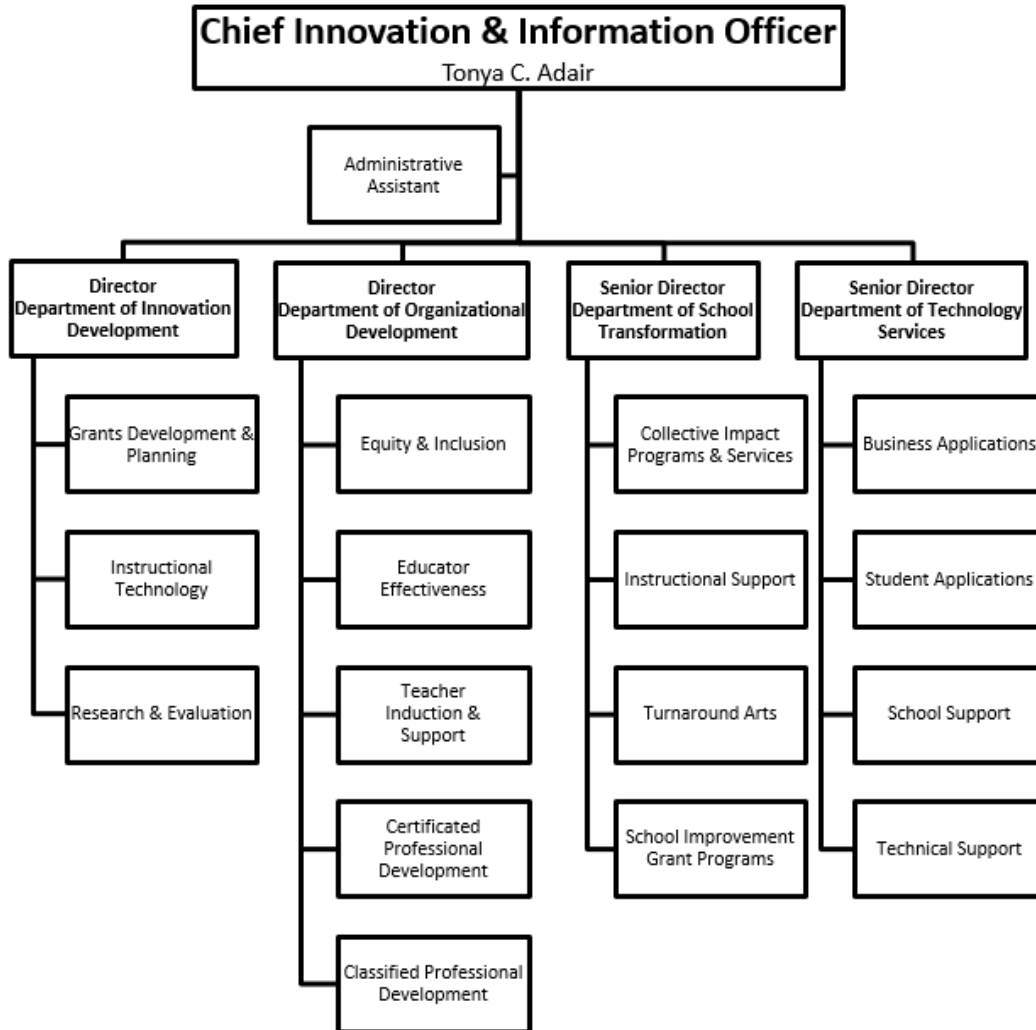 Chief Innovation & Information Officer
Tonya C. Adair
Administrative
Assistant
Director
Department of Innovation
Development
Director
Department of Organizational
Development
Senior Director
Department of School
Transformation
Senior Director
Department of Technology
Services
Grants Development &
Planning
Instructional
Technology
Research & Evaluation
Equity & Inclusion
Educator
Effectiveness
Teacher
Induction &
Support
Certificated
Professional
Development
Classified Professional
Development
Collective Impact
Programs & Services
Instructional Support
Turnaround Arts
School Improvement
Grant Programs
Business Applications
Student Applications
School Support
Technical Support